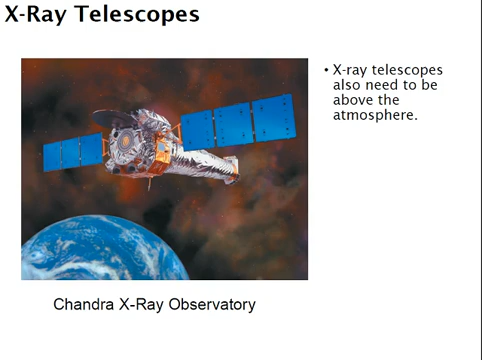 X-Ray Telescopes
• X-ray telescopes
also need to be
above the
atmosphere.
Chandra X-Ray Observatory